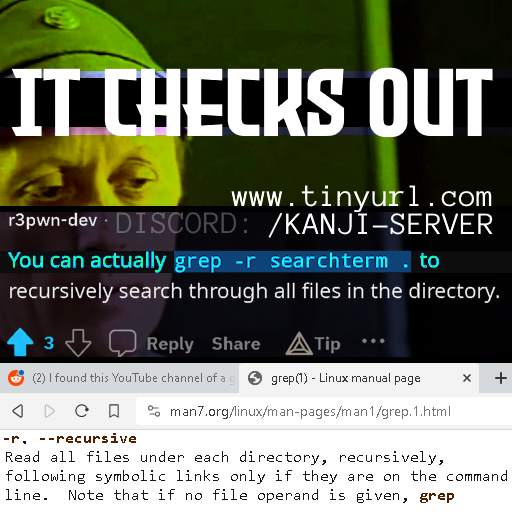 IT CHECKS OUT
www.tinyurl.com
r3pwn-dev · DISCORD: /KANJI-SERVER
You can actually grep -r searchterm . to
recursively search through all files in the directory.
3 Reply Share Tip ...
(2) I found this YouTube channel of a g
grep(1) - Linux manual page × +
man7.org/linux/man-pages/man1/grep.1.html
-r, --recursive
Read all files under each directory, recursively,
following symbolic links only if they are on the command
line. Note that if no file operand is given, grep